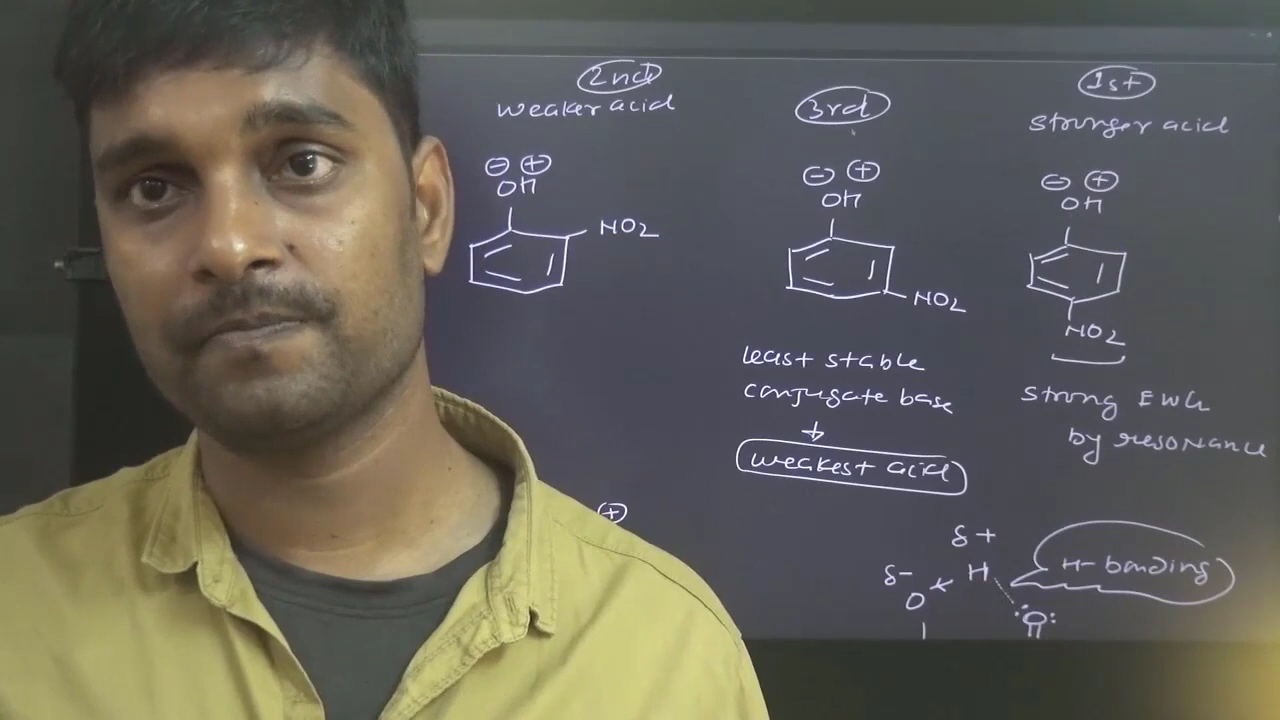 2nd
weaker acid
⊖ ⊕
OH
NO2
3rd
⊖ ⊕
OH
NO2
least stable
conjugate base
weakest acid
1st
stronger acid
⊖ ⊕
OH
NO2
strong EWG
by resonance
⊕
δ+
δ-
H
O
O
H-bonding